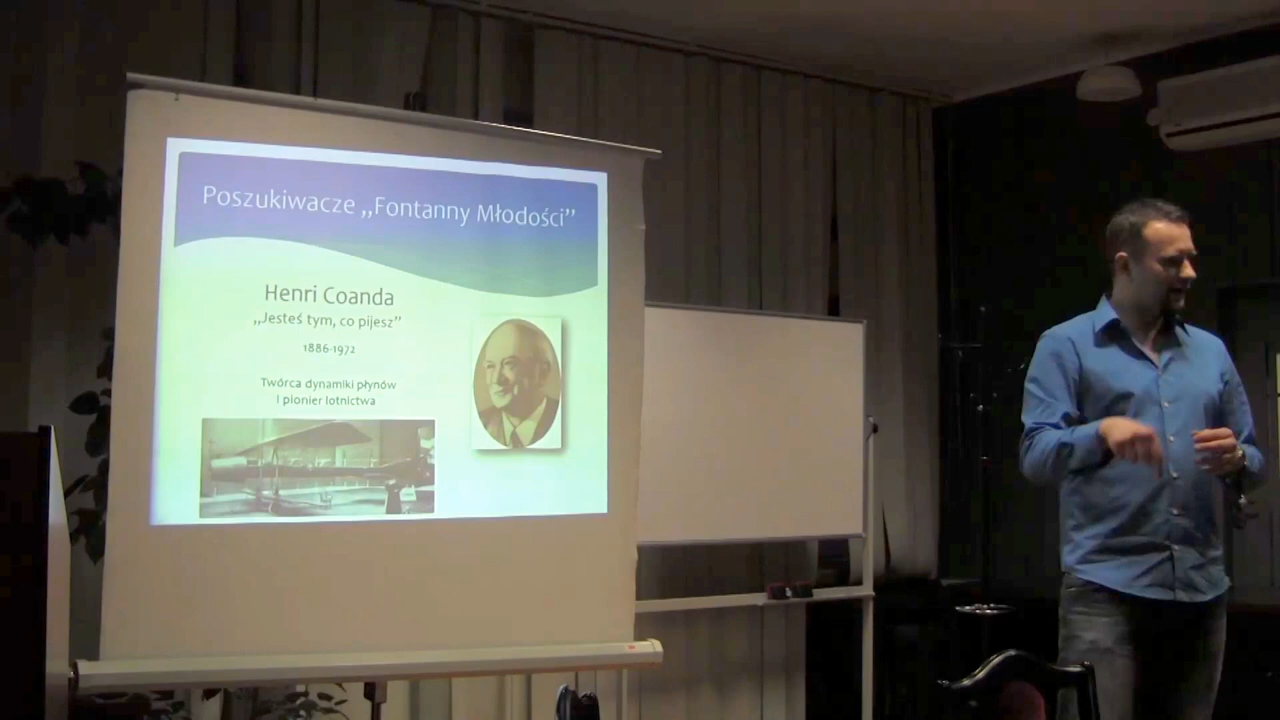 Poszukiwacze „Fontanny Młodości”
Henri Coanda
„Jesteś tym, co pijesz”
1886-1972
Twórca dynamiki płynów
I pionier lotnictwa